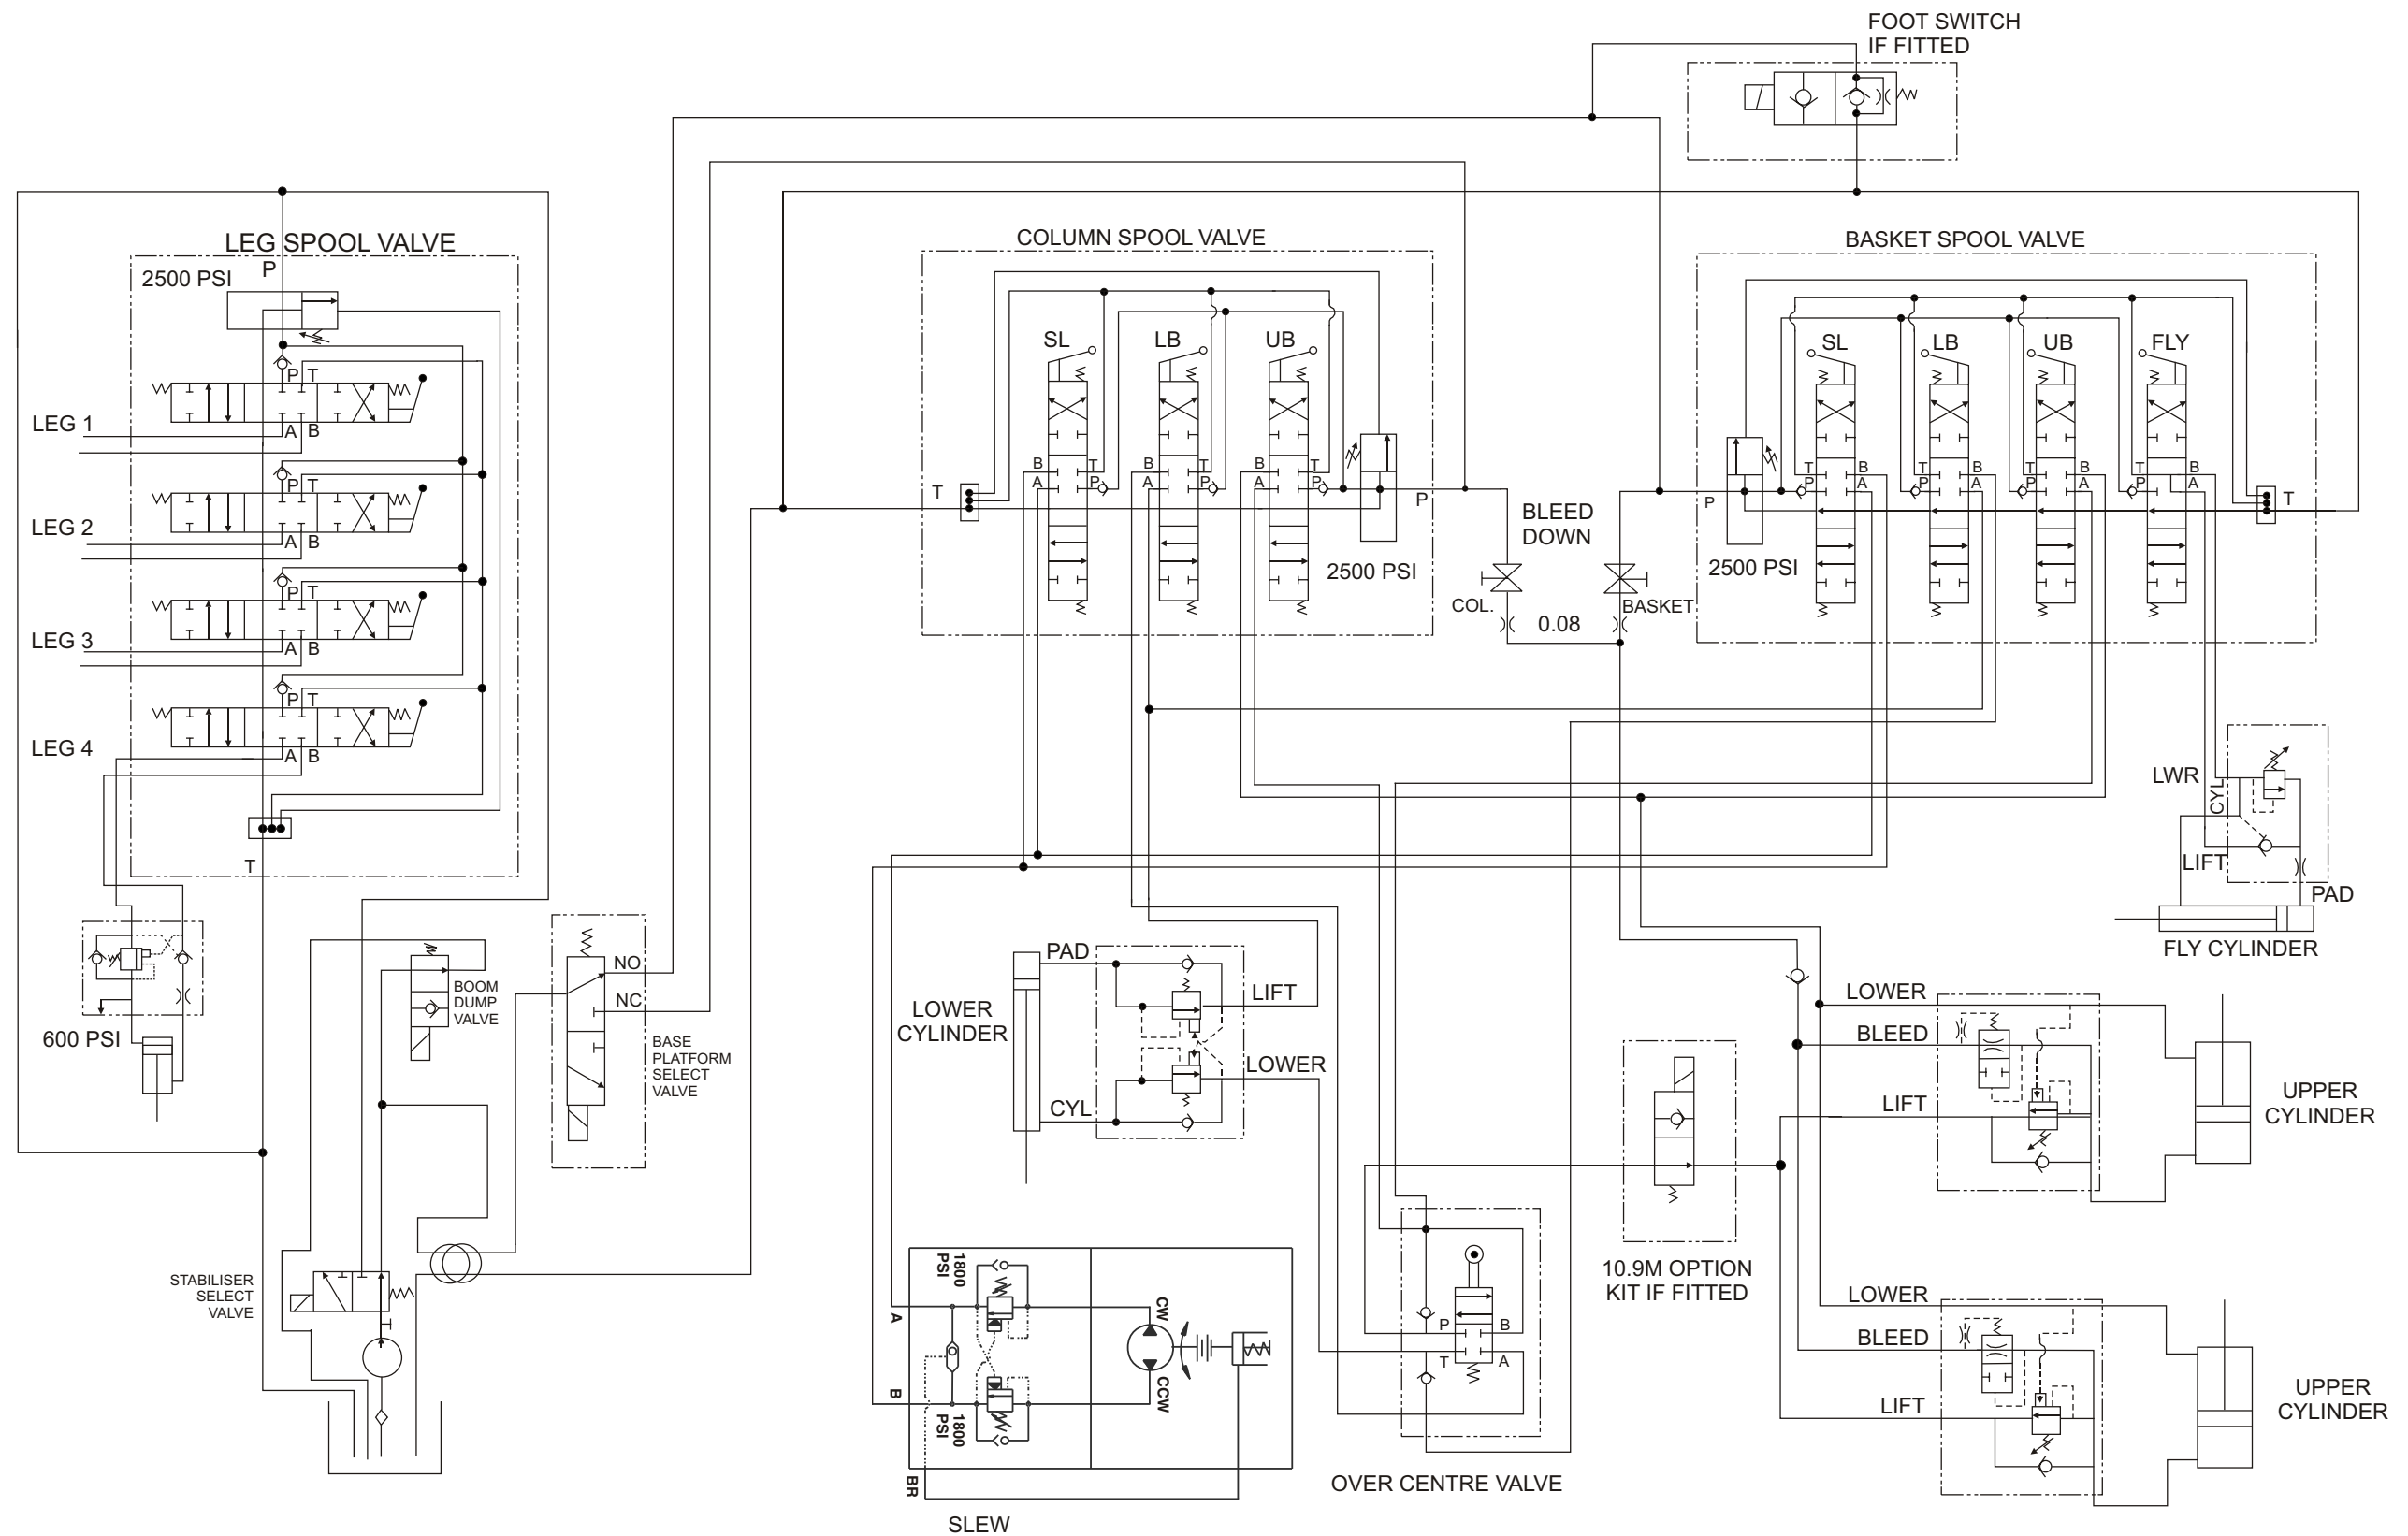 FOOT SWITCH
IF FITTED
LEG SPOOL VALVE
P
2500 PSI
P T
LEG 1
A B
P T
LEG 2
A B
P T
LEG 3
A B
P T
LEG 4
A B
T
600 PSI
COLUMN SPOOL VALVE
SL
LB
UB
B
A
T
P
B
A
T
P
B
A
T
P
T
P
2500 PSI
BLEED
DOWN
COL.
BASKET
0.08
BASKET SPOOL VALVE
SL
LB
UB
FLY
T
P
B
A
T
P
B
A
T
P
B
A
T
P
B
A
P
T
2500 PSI
LWR
CYL
LIFT
PAD
FLY CYLINDER
BOOM
DUMP
VALVE
NO
NC
BASE
PLATFORM
SELECT
VALVE
STABILISER
SELECT
VALVE
PAD
LOWER
CYLINDER
CYL
LIFT
LOWER
1800
PSI
A
B
1800
PSI
BR
CW
CCW
SLEW
P
B
T
A
OVER CENTRE VALVE
10.9M OPTION
KIT IF FITTED
LOWER
BLEED
LIFT
UPPER
CYLINDER
LOWER
BLEED
LIFT
UPPER
CYLINDER